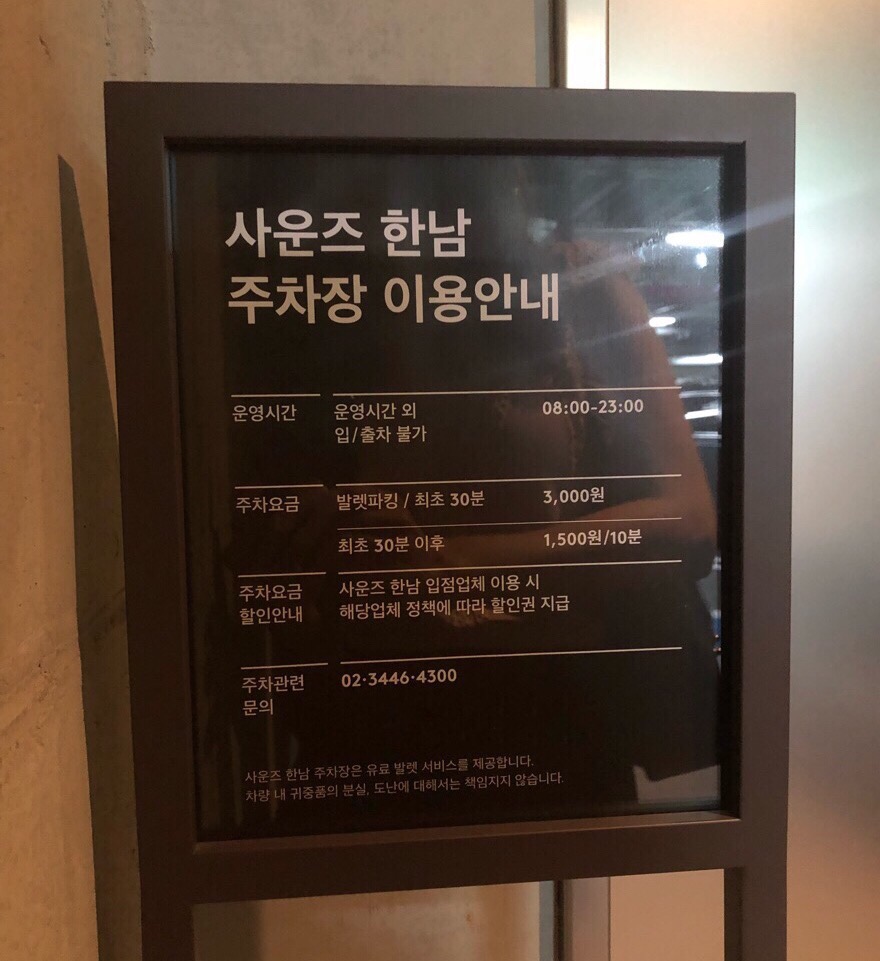 사운즈 한남
주차장 이용안내
운영시간
운영시간 외
입/출차 불가
08:00-23:00
주차요금
발렛파킹 / 최초 30분
3,000원
최초 30분 이후
1,500원/10분
주차요금
할인안내
사운즈 한남 입점업체 이용 시
해당업체 정책에 따라 할인권 지급
주차관련
문의
02·3446·4300
사운즈 한남 주차장은 유료 발렛 서비스를 제공합니다.
차량 내 귀중품의 분실, 도난에 대해서는 책임지지 않습니다.